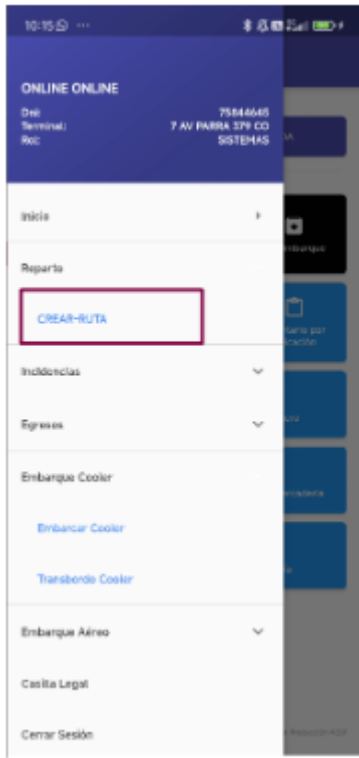 10:15
ONLINE ONLINE
Dni: 75844645
Terminal: 7 AV PARRA 379 CO
Rol: SISTEMAS
Inicio
Reparto
CREAR-RUTA
Incidencias
Egresos
Embarque Cooler
Embarcar Cooler
Transbordo Cooler
Embarque Aéreo
Casilla Legal
Cerrar Sesión